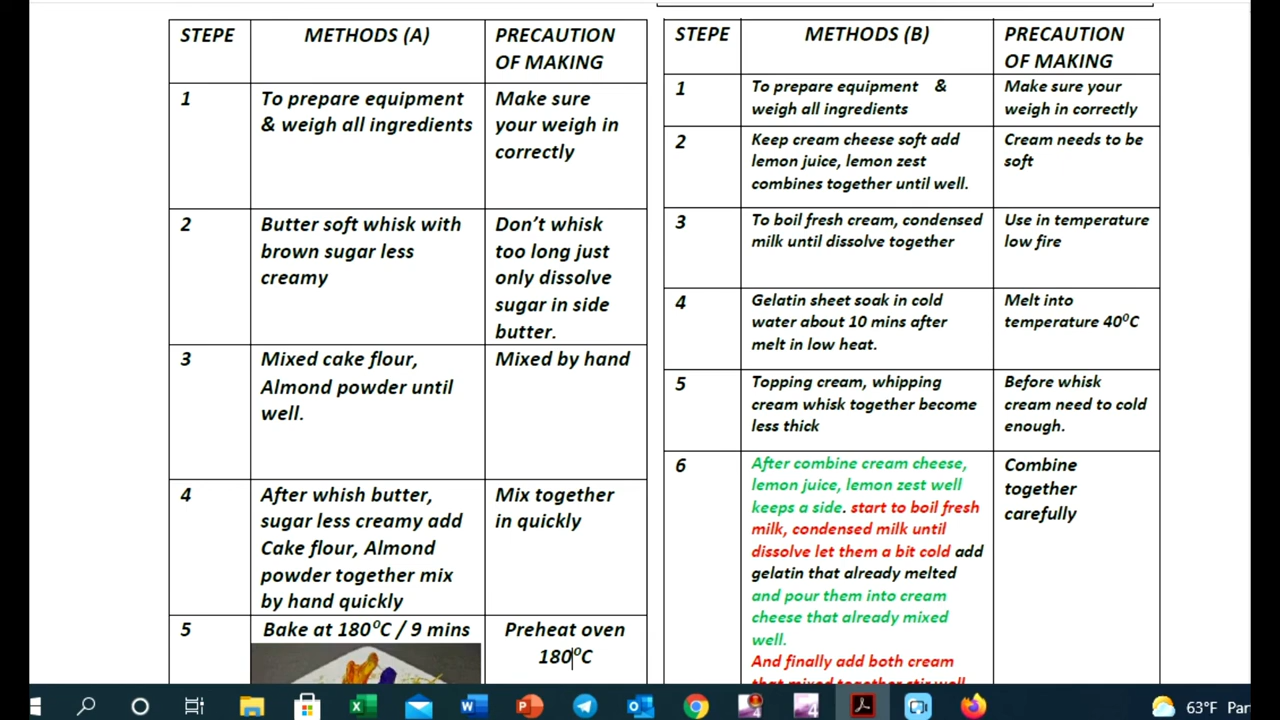 STEPE METHODS (A) PRECAUTION
OF MAKING
1 To prepare equipment Make sure
& weigh all ingredients your weigh in
correctly
2 Butter soft whisk with Don't whisk
brown sugar less too long just
creamy only dissolve
sugar in side
butter.
3 Mixed cake flour, Mixed by hand
Almond powder until
well.
4 After whish butter, Mix together
sugar less creamy add in quickly
Cake flour, Almond
powder together mix
by hand quickly
5 Bake at 180⁰C / 9 mins Preheat oven
180⁰C
STEPE METHODS (B) PRECAUTION
OF MAKING
1 To prepare equipment & Make sure your
weigh all ingredients weigh in correctly
2 Keep cream cheese soft add Cream needs to be
lemon juice, lemon zest soft
combines together until well.
3 To boil fresh cream, condensed Use in temperature
milk until dissolve together low fire
4 Gelatin sheet soak in cold Melt into
water about 10 mins after temperature 40⁰C
melt in low heat.
5 Topping cream, whipping Before whisk
cream whisk together become cream need to cold
less thick enough.
6 After combine cream cheese, Combine
lemon juice, lemon zest well together
keeps a side. start to boil fresh carefully
milk, condensed milk until
dissolve let them a bit cold add
gelatin that already melted
and pour them into cream
cheese that already mixed
well.
And finally add both cream
that mixed together stir well
63°F Par